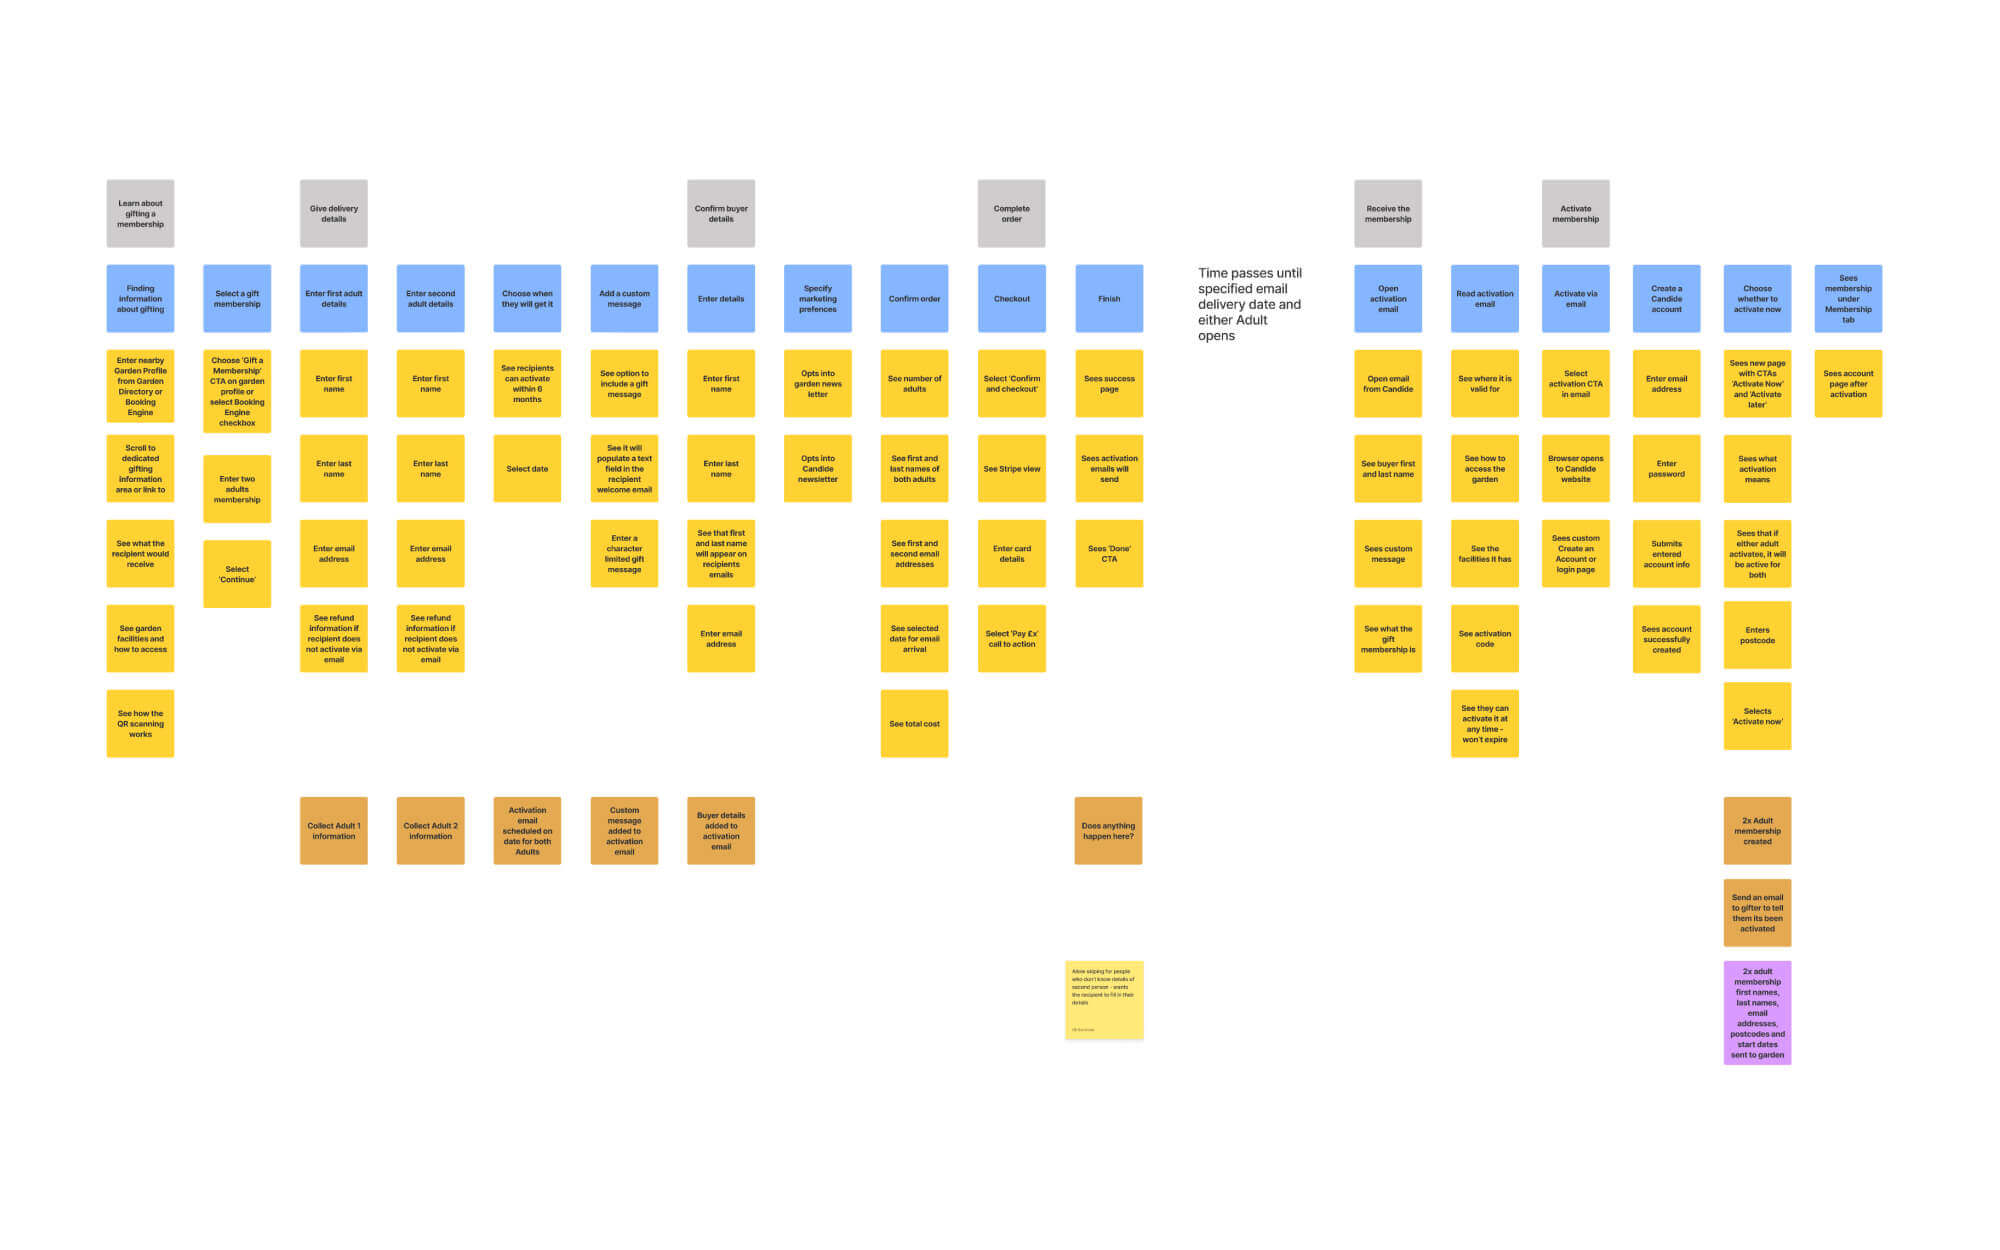 Learn about
gifting a
membership
Give delivery
details
Confirm buyer
details
Complete
order
Receive the
membership
Activate
membership
Finding
information
about gifting
Select a gift
membership
Enter first adult
details
Enter second
adult details
Choose when
they will get it
Add a custom
message
Enter details
Specify
marketing
prefences
Confirm order
Checkout
Finish
Time passes until
specified email
delivery date and
either Adult
opens
Open
activation
email
Read activation
email
Activate via
email
Create a
Candide
account
Choose
whether to
activate now
Sees
membership
under
Membership
tab
Enter nearby
Garden Profile
from Garden
Directory or
Booking
Engine
Choose 'Gift a
Membership'
CTA on garden
profile or
select Booking
Engine
checkbox
Enter first
name
Enter first
name
See recipients
can activate
within 6
months
See option to
include a gift
message
Enter first
name
Opts into
garden news
letter
See number of
adults
Select 'Confirm
and checkout'
Sees success
page
Open email
from Candide
See where it is
valid for
Select
activation CTA
in email
Enter email
address
Sees new page
with CTAs
'Activate Now'
and 'Activate
later'
Sees account
page after
activation
Scroll to
dedicated
gifting
information
area or link to
Enter two
adults
membership
Enter last
name
Enter last
name
Select date
See it will
populate a text
field in the
recipient
welcome email
Enter last
name
Opts into
Candide
newsletter
See first and
last names of
both adults
See Stripe view
Sees activation
emails will
send
See buyer first
and last name
See how to
access the
garden
Browser opens
to Candide
website
Enter
password
Sees what
activation
means
See what the
recipient would
receive
Select
'Continue'
Enter email
address
Enter email
address
Enter a
character
limited gift
message
See that first
and last name
will appear on
recipients
emails
See first and
second email
addresses
Enter card
details
Sees 'Done'
CTA
Sees custom
message
See the
facilities it has
Sees custom
Create an
Account or
login page
Submits
entered
account info
Sees that if
either adult
activates, it will
be active for
both
See garden
facilities and
how to access
See refund
information if
recipient does
not activate via
email
See refund
information if
recipient does
not activate via
email
Enter email
address
See selected
date for email
arrival
Select 'Pay £x'
call to action
See what the
gift
membership is
See activation
code
Sees account
successfully
created
Enters
postcode
See how the
QR scanning
works
See total cost
See they can
activate it at
any time -
won't expire
Selects
'Activate now'
Collect Adult 1
information
Collect Adult 2
information
Activation
email
scheduled on
date for both
Adults
Custom
message
added to
activation
email
Buyer details
added to
activation
email
Does anything
happen here?
2x Adult
membership
created
Send an email
to gifter to tell
them its been
activated
Allow skiping for people
who don't know details of
second person - wants
the recipient to fill in their
details
2x adult
membership
first names,
last names,
email
addresses,
postcodes and
start dates
sent to garden